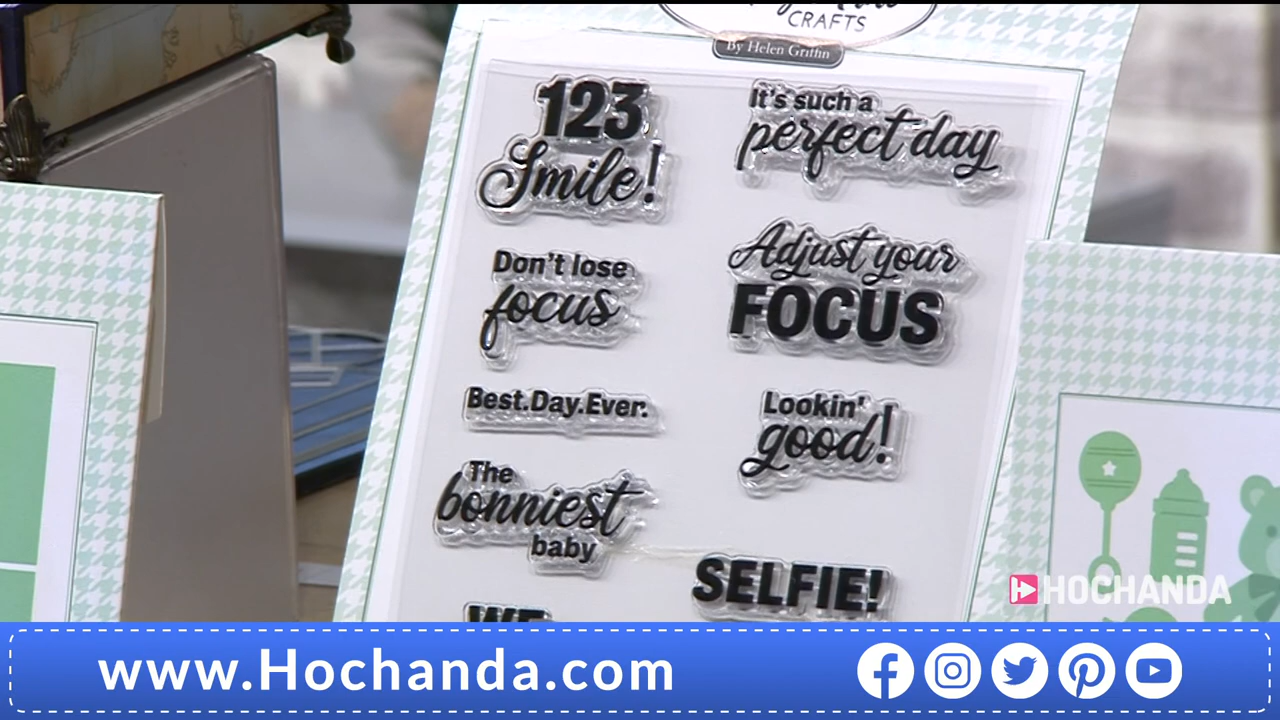 CRAFTS
By Helen Griffin
123
Smile!
It's such a
perfect day
Don't lose
focus
Adjust your
FOCUS
Best.Day.Ever.
Lookin'
good!
The
bonniest
baby
SELFIE!
WE
HOCHANDA
www.Hochanda.com